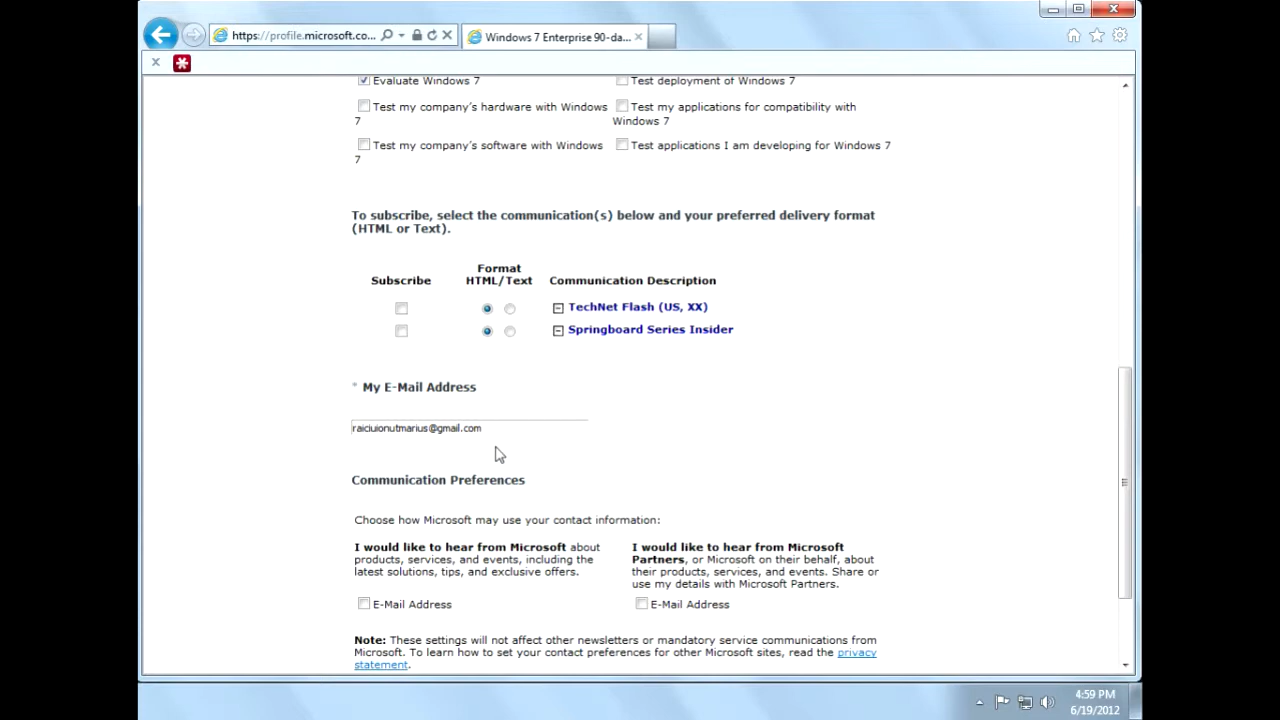 https://profile.microsoft.co...
Windows 7 Enterprise 90-da...
Evaluate Windows 7
Test deployment of Windows 7
Test my company's hardware with Windows 7
Test my applications for compatibility with Windows 7
Test my company's software with Windows 7
Test applications I am developing for Windows 7
To subscribe, select the communication(s) below and your preferred delivery format
(HTML or Text).
Subscribe
Format
HTML/Text
Communication Description
TechNet Flash (US, XX)
Springboard Series Insider
* My E-Mail Address
raiciuionutmarius@gmail.com
Communication Preferences
Choose how Microsoft may use your contact information:
I would like to hear from Microsoft about
products, services, and events, including the
latest solutions, tips, and exclusive offers.
E-Mail Address
I would like to hear from Microsoft
Partners, or Microsoft on their behalf, about
their products, services, and events. Share or
use my details with Microsoft Partners.
E-Mail Address
Note: These settings will not affect other newsletters or mandatory service communications from
Microsoft. To learn how to set your contact preferences for other Microsoft sites, read the privacy
statement.
4:59 PM
6/19/2012